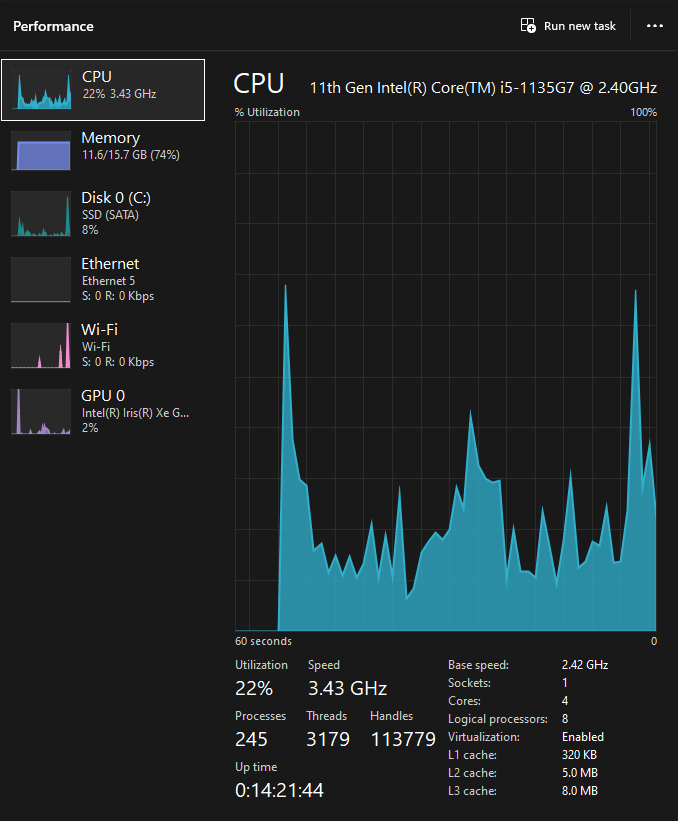 Performance
Run new task
CPU
22% 3.43 GHz
Memory
11.6/15.7 GB (74%)
Disk 0 (C:)
SSD (SATA)
8%
Ethernet
Ethernet 5
S: 0 R: 0 Kbps
Wi-Fi
Wi-Fi
S: 0 R: 0 Kbps
GPU 0
Intel(R) Iris(R) Xe G...
2%
CPU 11th Gen Intel(R) Core(TM) i5-1135G7 @ 2.40GHz
% Utilization 100%
60 seconds 0
Utilization Speed
22% 3.43 GHz
Processes Threads Handles
245 3179 113779
Up time
0:14:21:44
Base speed: 2.42 GHz
Sockets: 1
Cores: 4
Logical processors: 8
Virtualization: Enabled
L1 cache: 320 KB
L2 cache: 5.0 MB
L3 cache: 8.0 MB